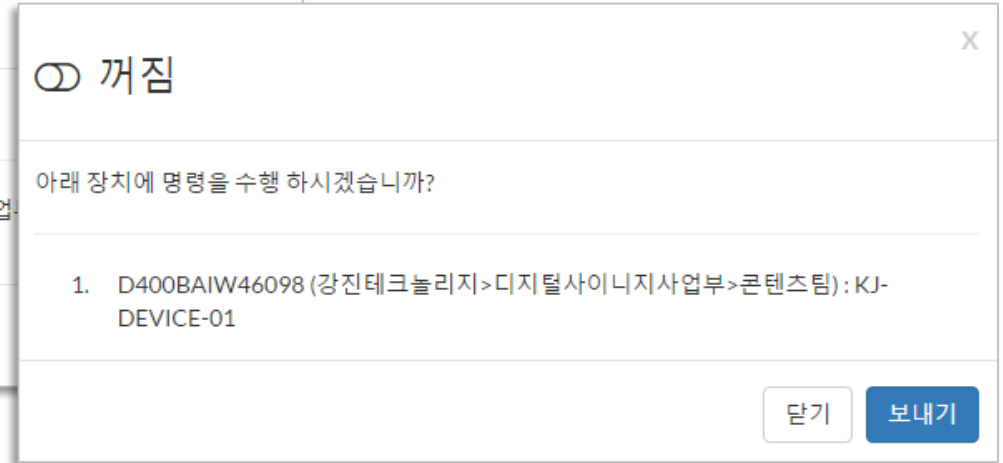 X
꺼짐
아래 장치에 명령을 수행 하시겠습니까?
1. D400BAIW46098 (강진테크놀리지>디지털사이니지사업부>콘텐츠팀) : KJ-
DEVICE-01
닫기 보내기